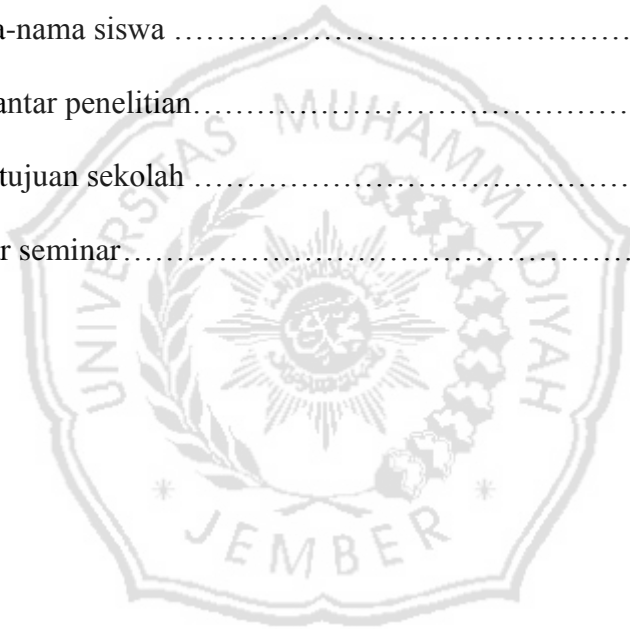 a-nama siswa ……………………………………
antar penelitian……………………………………
tujuan sekolah ……………………………………
r seminar……………………………………………
UNIVERSITAS MUHAMMADIYAH
JEMBER